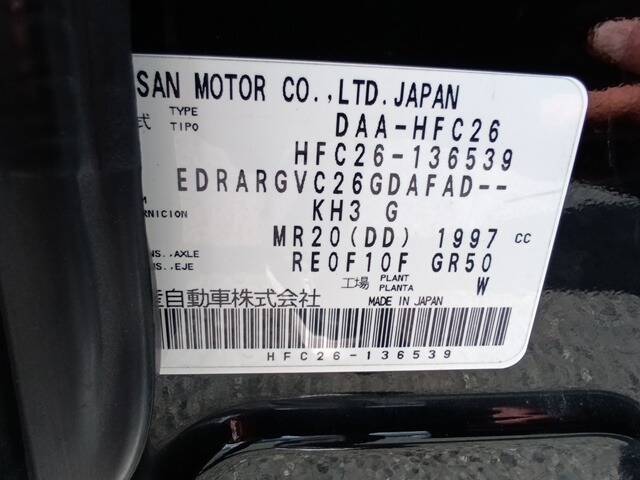 SSAN MOTOR CO.,LTD.JAPAN
式 TYPE TIPO DAA-HFC26
HFC26-136539
EDRARGVC26GDAFAD--
KH3 G
MR20(DD) 1997 CC
NS.,AXLE NS.,EJE RE0F10F GR50
工場 PLANT PLANTA W
産自動車株式会社 MADE IN JAPAN
HFC26-136539